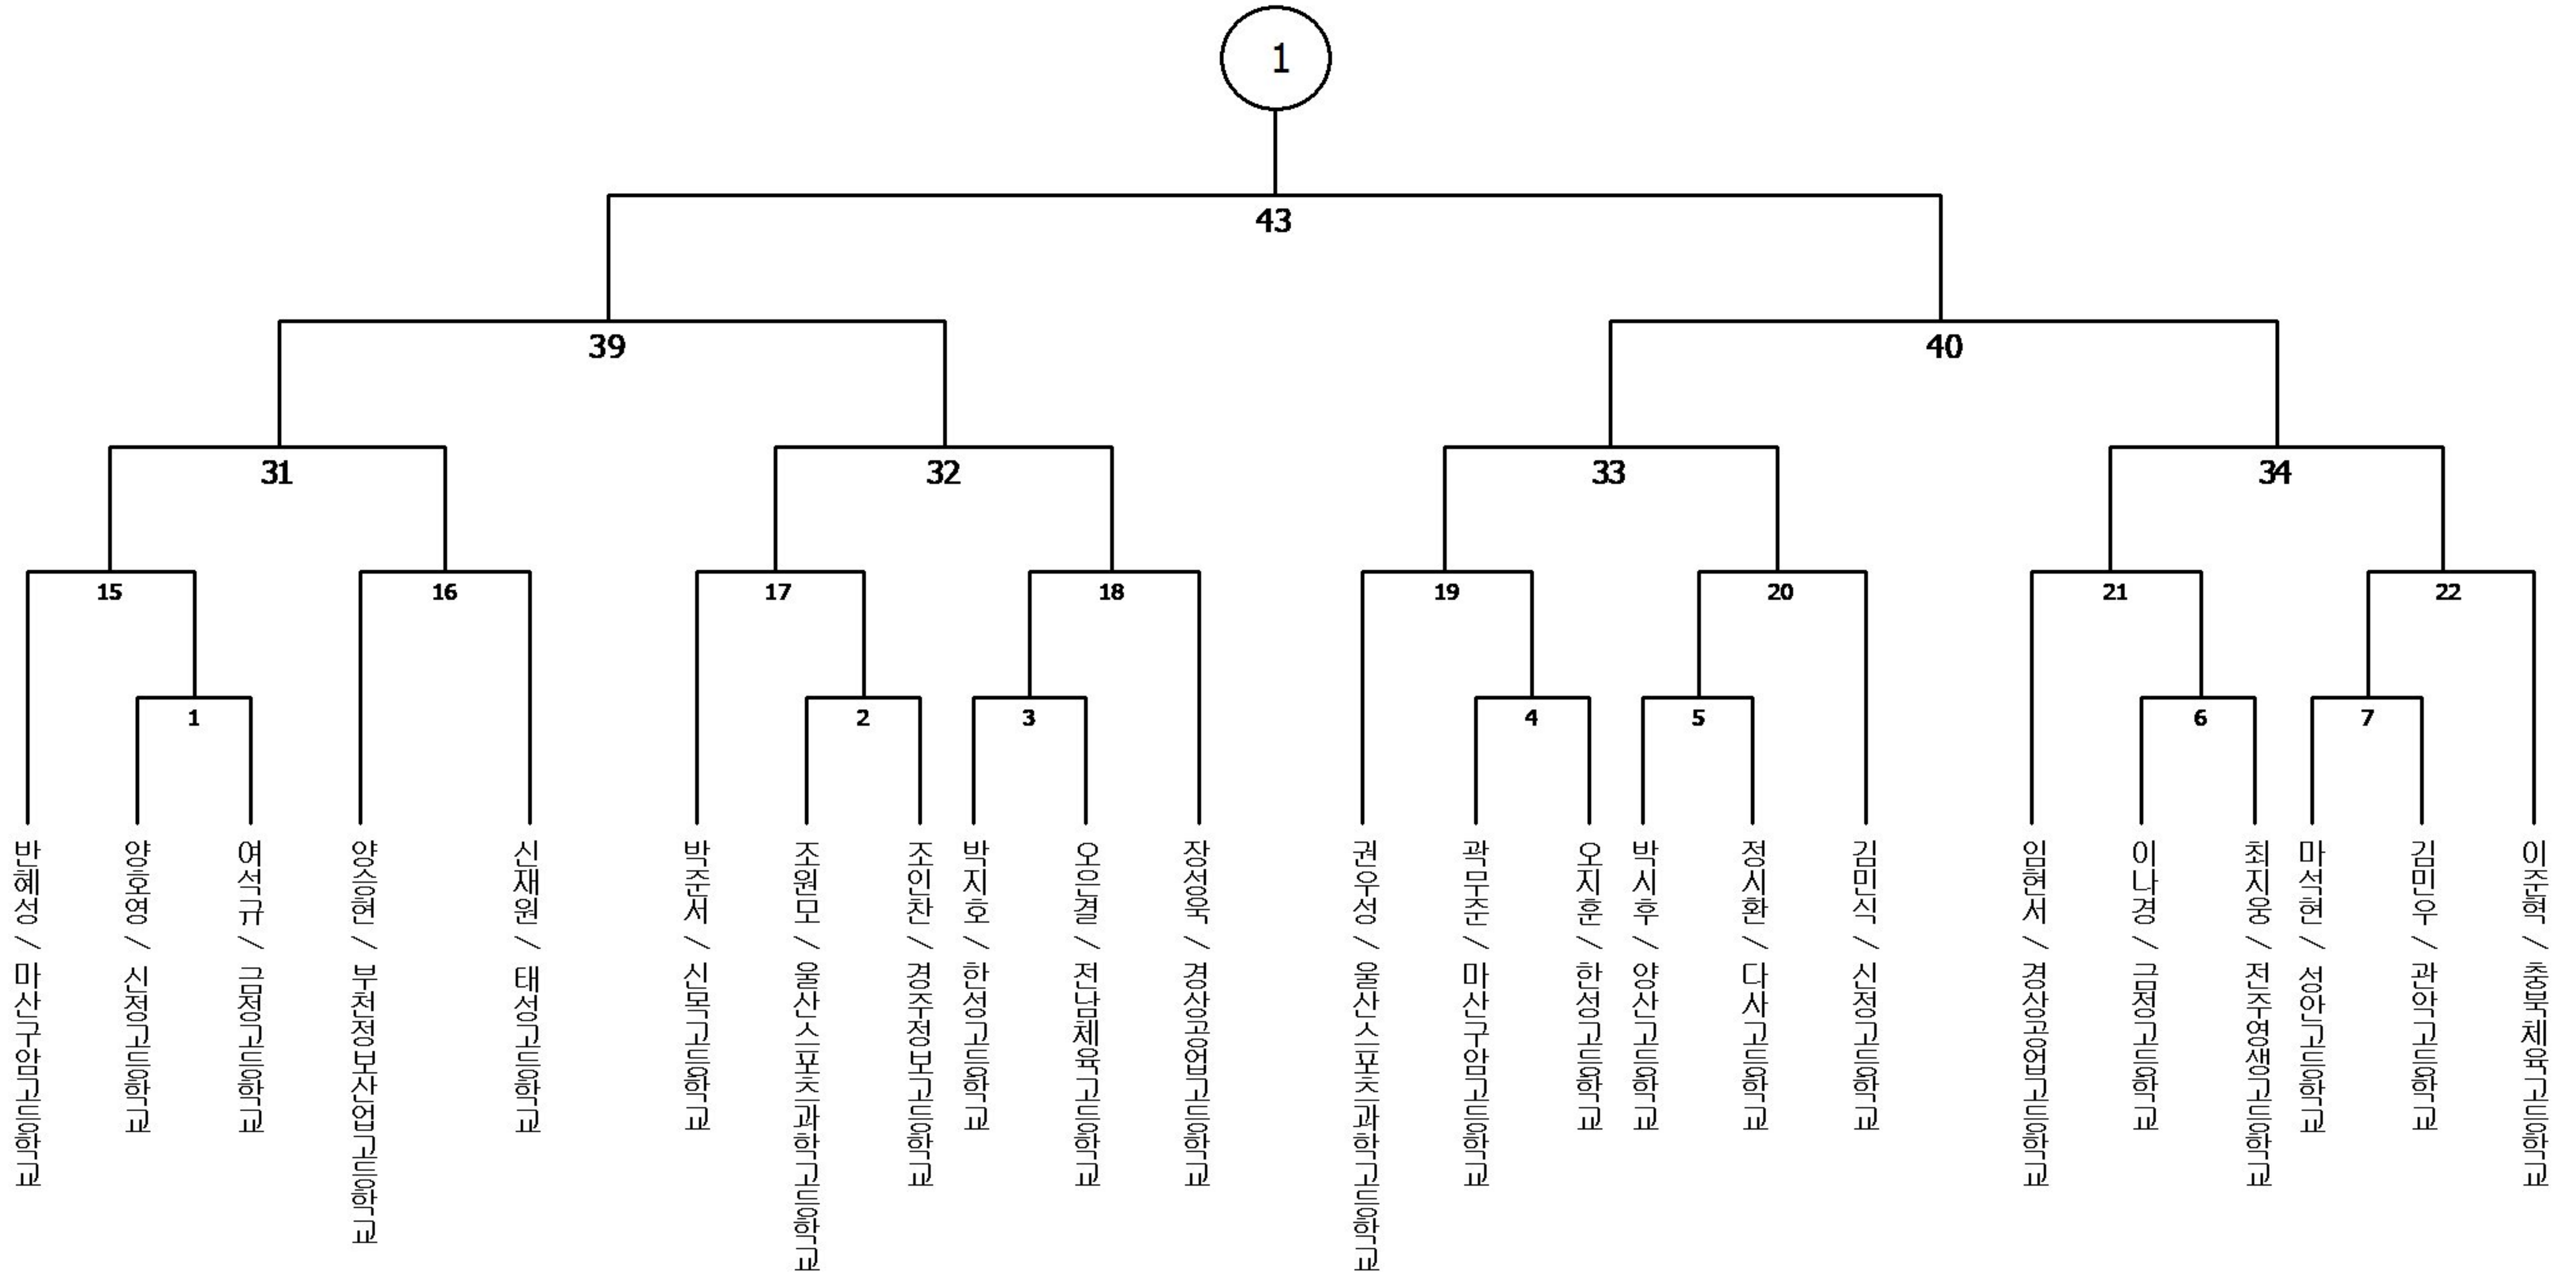 1
43
39
40
31
32
33
34
15
16
17
18
19
20
21
22
1
2
3
4
5
6
7
반혜성 / 마산구암고등학교
양호영 / 신정고등학교
여석규 / 금정고등학교
양승현 / 부천정보산업고등학교
신재원 / 태성고등학교
박준서 / 신목고등학교
조원모 / 울산스포츠과학고등학교
조인찬 / 경주정보고등학교
박지호 / 한성고등학교
오은결 / 전남체육고등학교
장성욱 / 경상공업고등학교
권우성 / 울산스포츠과학고등학교
곽무준 / 마산구암고등학교
오지훈 / 한성고등학교
박시후 / 양산고등학교
정시환 / 다사고등학교
김민식 / 신정고등학교
임현서 / 경상공업고등학교
이나경 / 금정고등학교
최지웅 / 전주영생고등학교
마석현 / 성안고등학교
김민우 / 관악고등학교
이준혁 / 충북체육고등학교